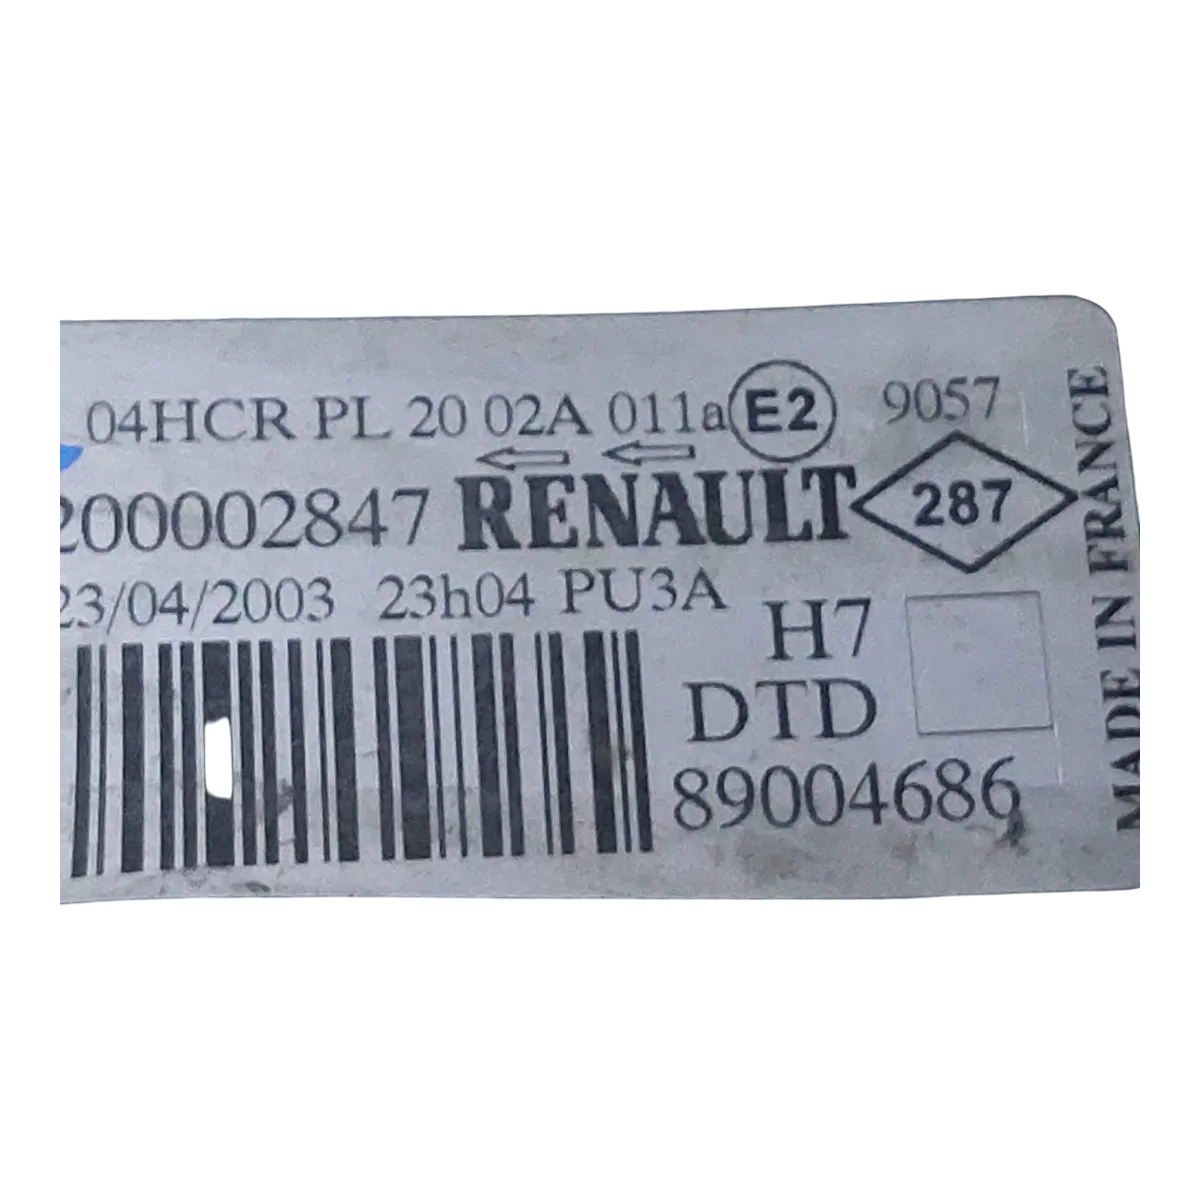 04HCR PL 20 02A 011a E2 9057
200002847 RENAULT 287
23/04/2003 23h04 PU3A
H7
DTD
89004686
MADE IN FRANCE